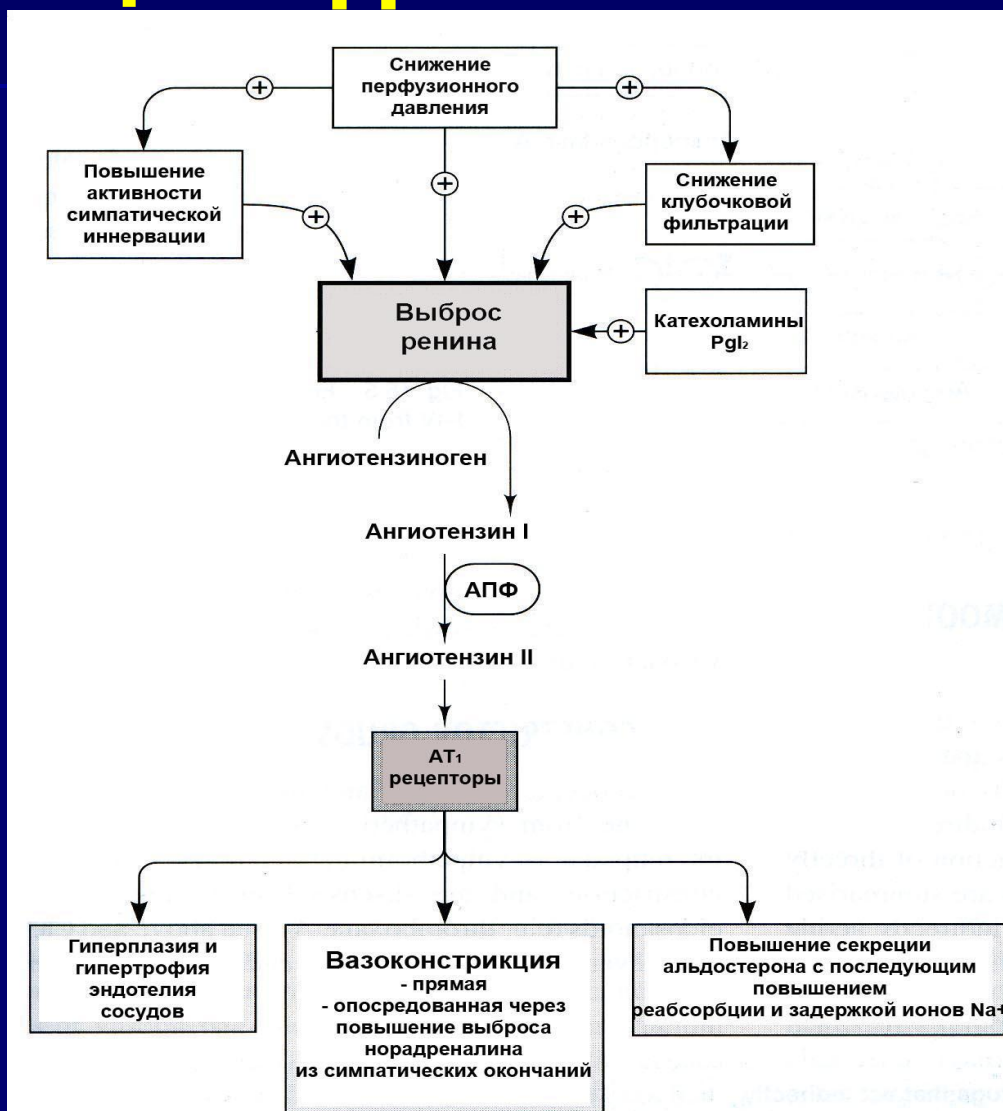 Снижение
перфузионного
давления
Повышение
активности
симпатической
иннервации
Снижение
клубочковой
фильтрации
Выброс
ренина
Катехоламины
PgI₂
Ангиотензиноген
Ангиотензин I
АПФ
Ангиотензин II
АТ₁
рецепторы
Гиперплазия и
гипертрофия
эндотелия
сосудов
Вазоконстрикция
- прямая
- опосредованная через
повышение выброса
норадреналина
из симпатических окончаний
Повышение секреции
альдостерона с последующим
повышением
реабсорбции и задержкой ионов Na+